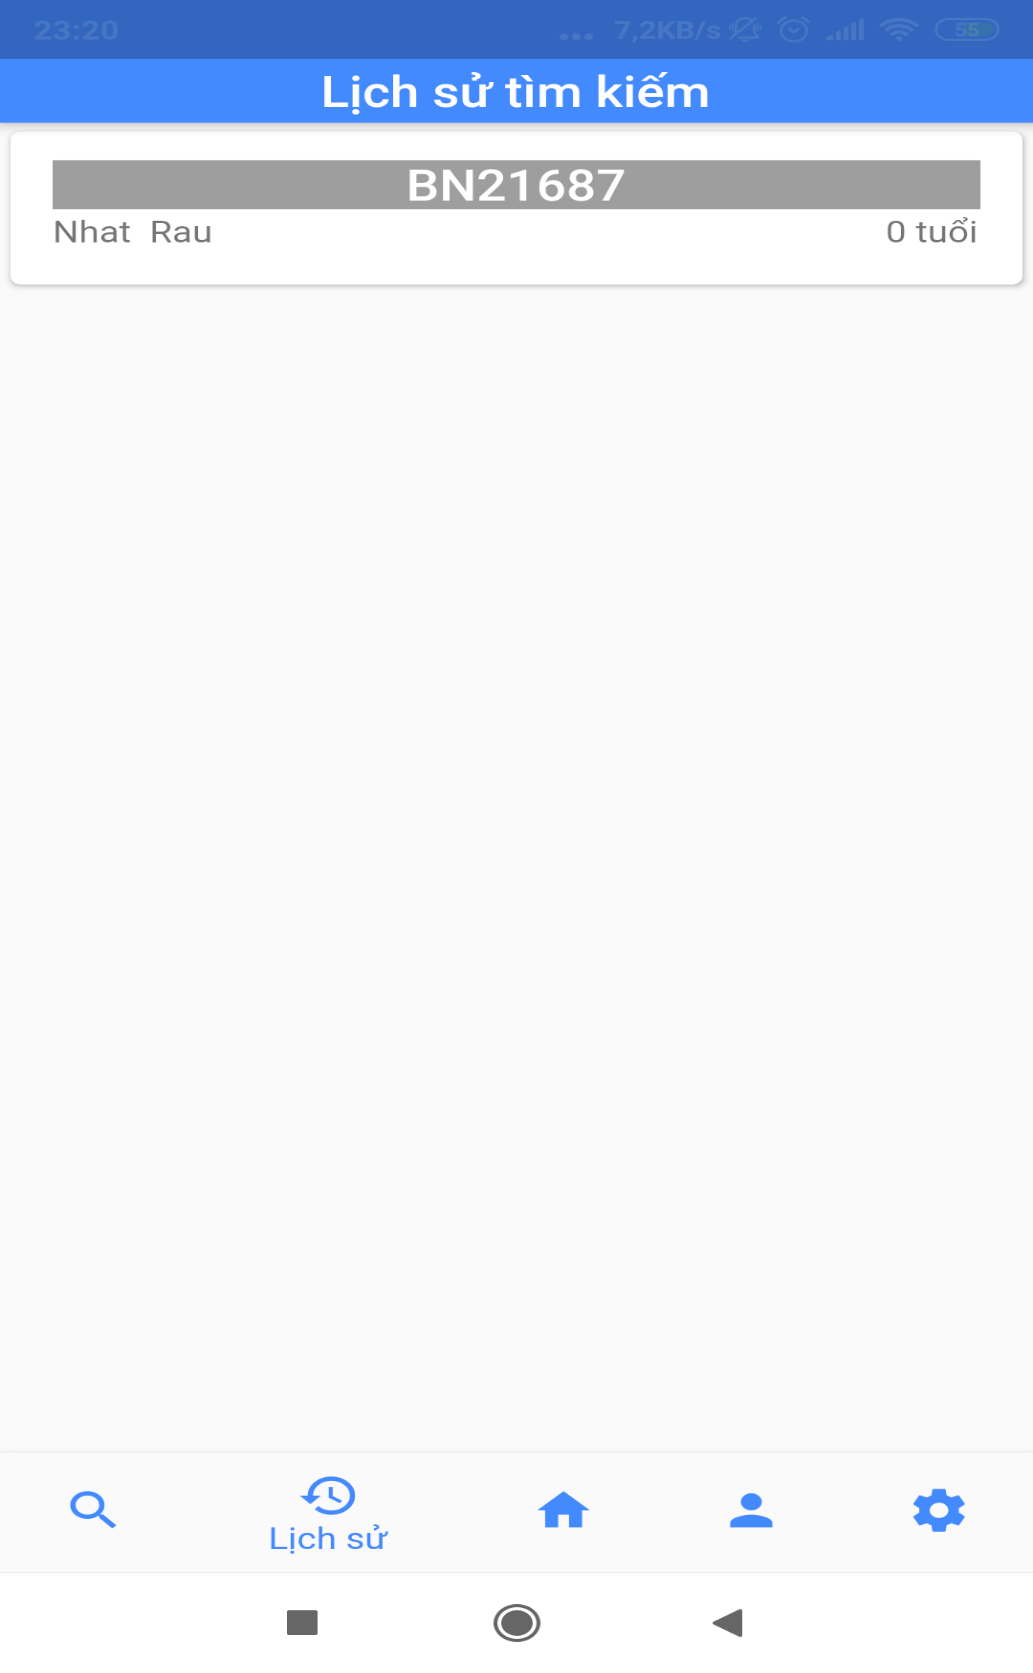 23:20 ... 7,2KB/s 55
Lịch sử tìm kiếm
BN21687
Nhat Rau 0 tuổi
Lịch sử